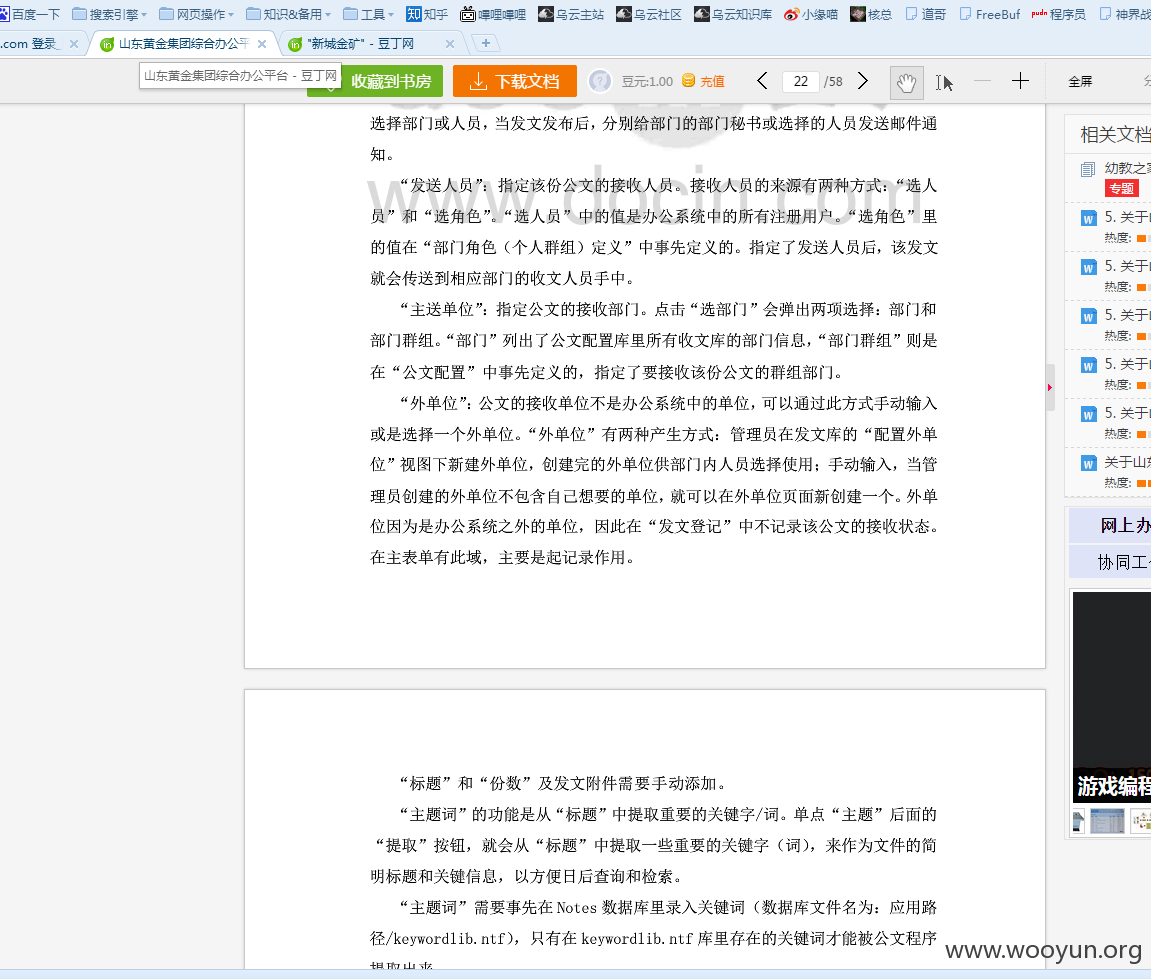 百度一下 搜索引擎 网页操作 知识&备用 工具 知乎 哔哩哔哩 乌云主站 乌云社区 乌云知识库 小缘喵 核总 道哥 FreeBuf 程序员 神界战
.com 登录_ 山东黄金集团综合办公平 "新城金矿" - 豆丁网
山东黄金集团综合办公平台 - 豆丁网 收藏到书房 下载文档 豆元:1.00 充值 22 /58 全屏
选择部门或人员，当发文发布后，分别给部门的部门秘书或选择的人员发送邮件通
知。
www.docin.com
“发送人员”：指定该份公文的接收人员。接收人员的来源有两种方式：“选人
员”和“选角色”。“选人员”中的值是办公系统中的所有注册用户。“选角色”里
的值在“部门角色（个人群组）定义”中事先定义的。指定了发送人员后，该发文
就会传送到相应部门的收文人员手中。
“主送单位”：指定公文的接收部门。点击“选部门”会弹出两项选择：部门和
部门群组。“部门”列出了公文配置库里所有收文库的部门信息，“部门群组”则是
在“公文配置”中事先定义的，指定了要接收该份公文的群组部门。
“外单位”：公文的接收单位不是办公系统中的单位，可以通过此方式手动输入
或是选择一个外单位。“外单位”有两种产生方式：管理员在发文库的“配置外单
位”视图下新建外单位，创建完的外单位供部门内人员选择使用；手动输入，当管
理员创建的外单位不包含自己想要的单位，就可以在外单位页面新创建一个。外单
位因为是办公系统之外的单位，因此在“发文登记”中不记录该公文的接收状态。
在主表单有此域，主要是起记录作用。
“标题”和“份数”及发文附件需要手动添加。
“主题词”的功能是从“标题”中提取重要的关键字/词。单点“主题”后面的
“提取”按钮，就会从“标题”中提取一些重要的关键字（词），来作为文件的简
明标题和关键信息，以方便日后查询和检索。
“主题词”需要事先在Notes数据库里录入关键词（数据库文件名为：应用路
径/keywordlib.ntf），只有在keywordlib.ntf库里存在的关键词才能被公文程序
提取出来
相关文档
幼教之家
专题
5. 关于
热度:
5. 关于
热度:
5. 关于
热度:
5. 关于
热度:
5. 关于
热度:
关于山东
热度:
网上办
协同工
游戏编程
www.wooyun.org